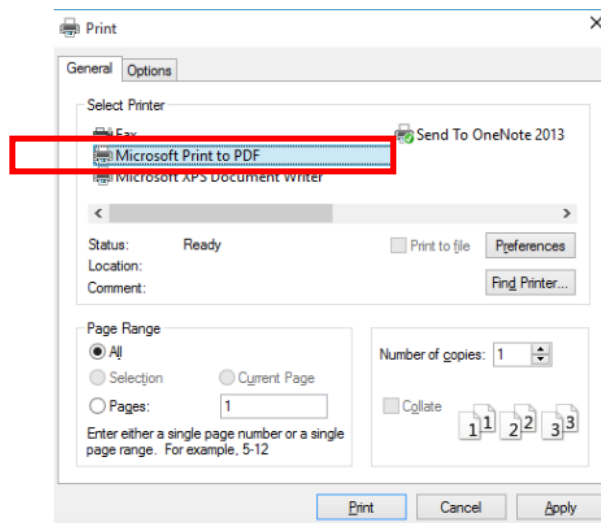 Print
General Options
Select Printer
Fax Send To OneNote 2013
Microsoft Print to PDF
Microsoft XPS Document Writer
Status: Ready Print to file Preferences
Location:
Comment: Find Printer...
Page Range
All Number of copies: 1
Selection Current Page
Pages: 1 Collate
Enter either a single page number or a single
page range. For example, 5-12
1 1 2 2 3 3
Print Cancel Apply